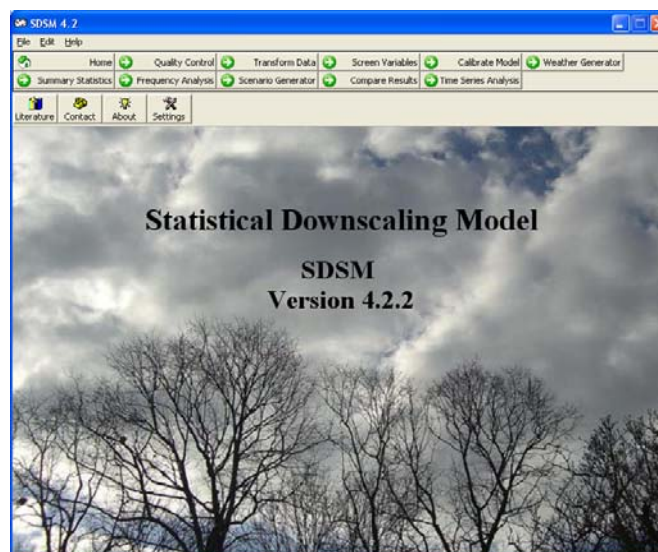 SDSM 4.2
File Edit Help
Home Quality Control Transform Data Screen Variables Calibrate Model Weather Generator
Summary Statistics Frequency Analysis Scenario Generator Compare Results Time Series Analysis
Literature Contact About Settings
Statistical Downscaling Model
SDSM
Version 4.2.2